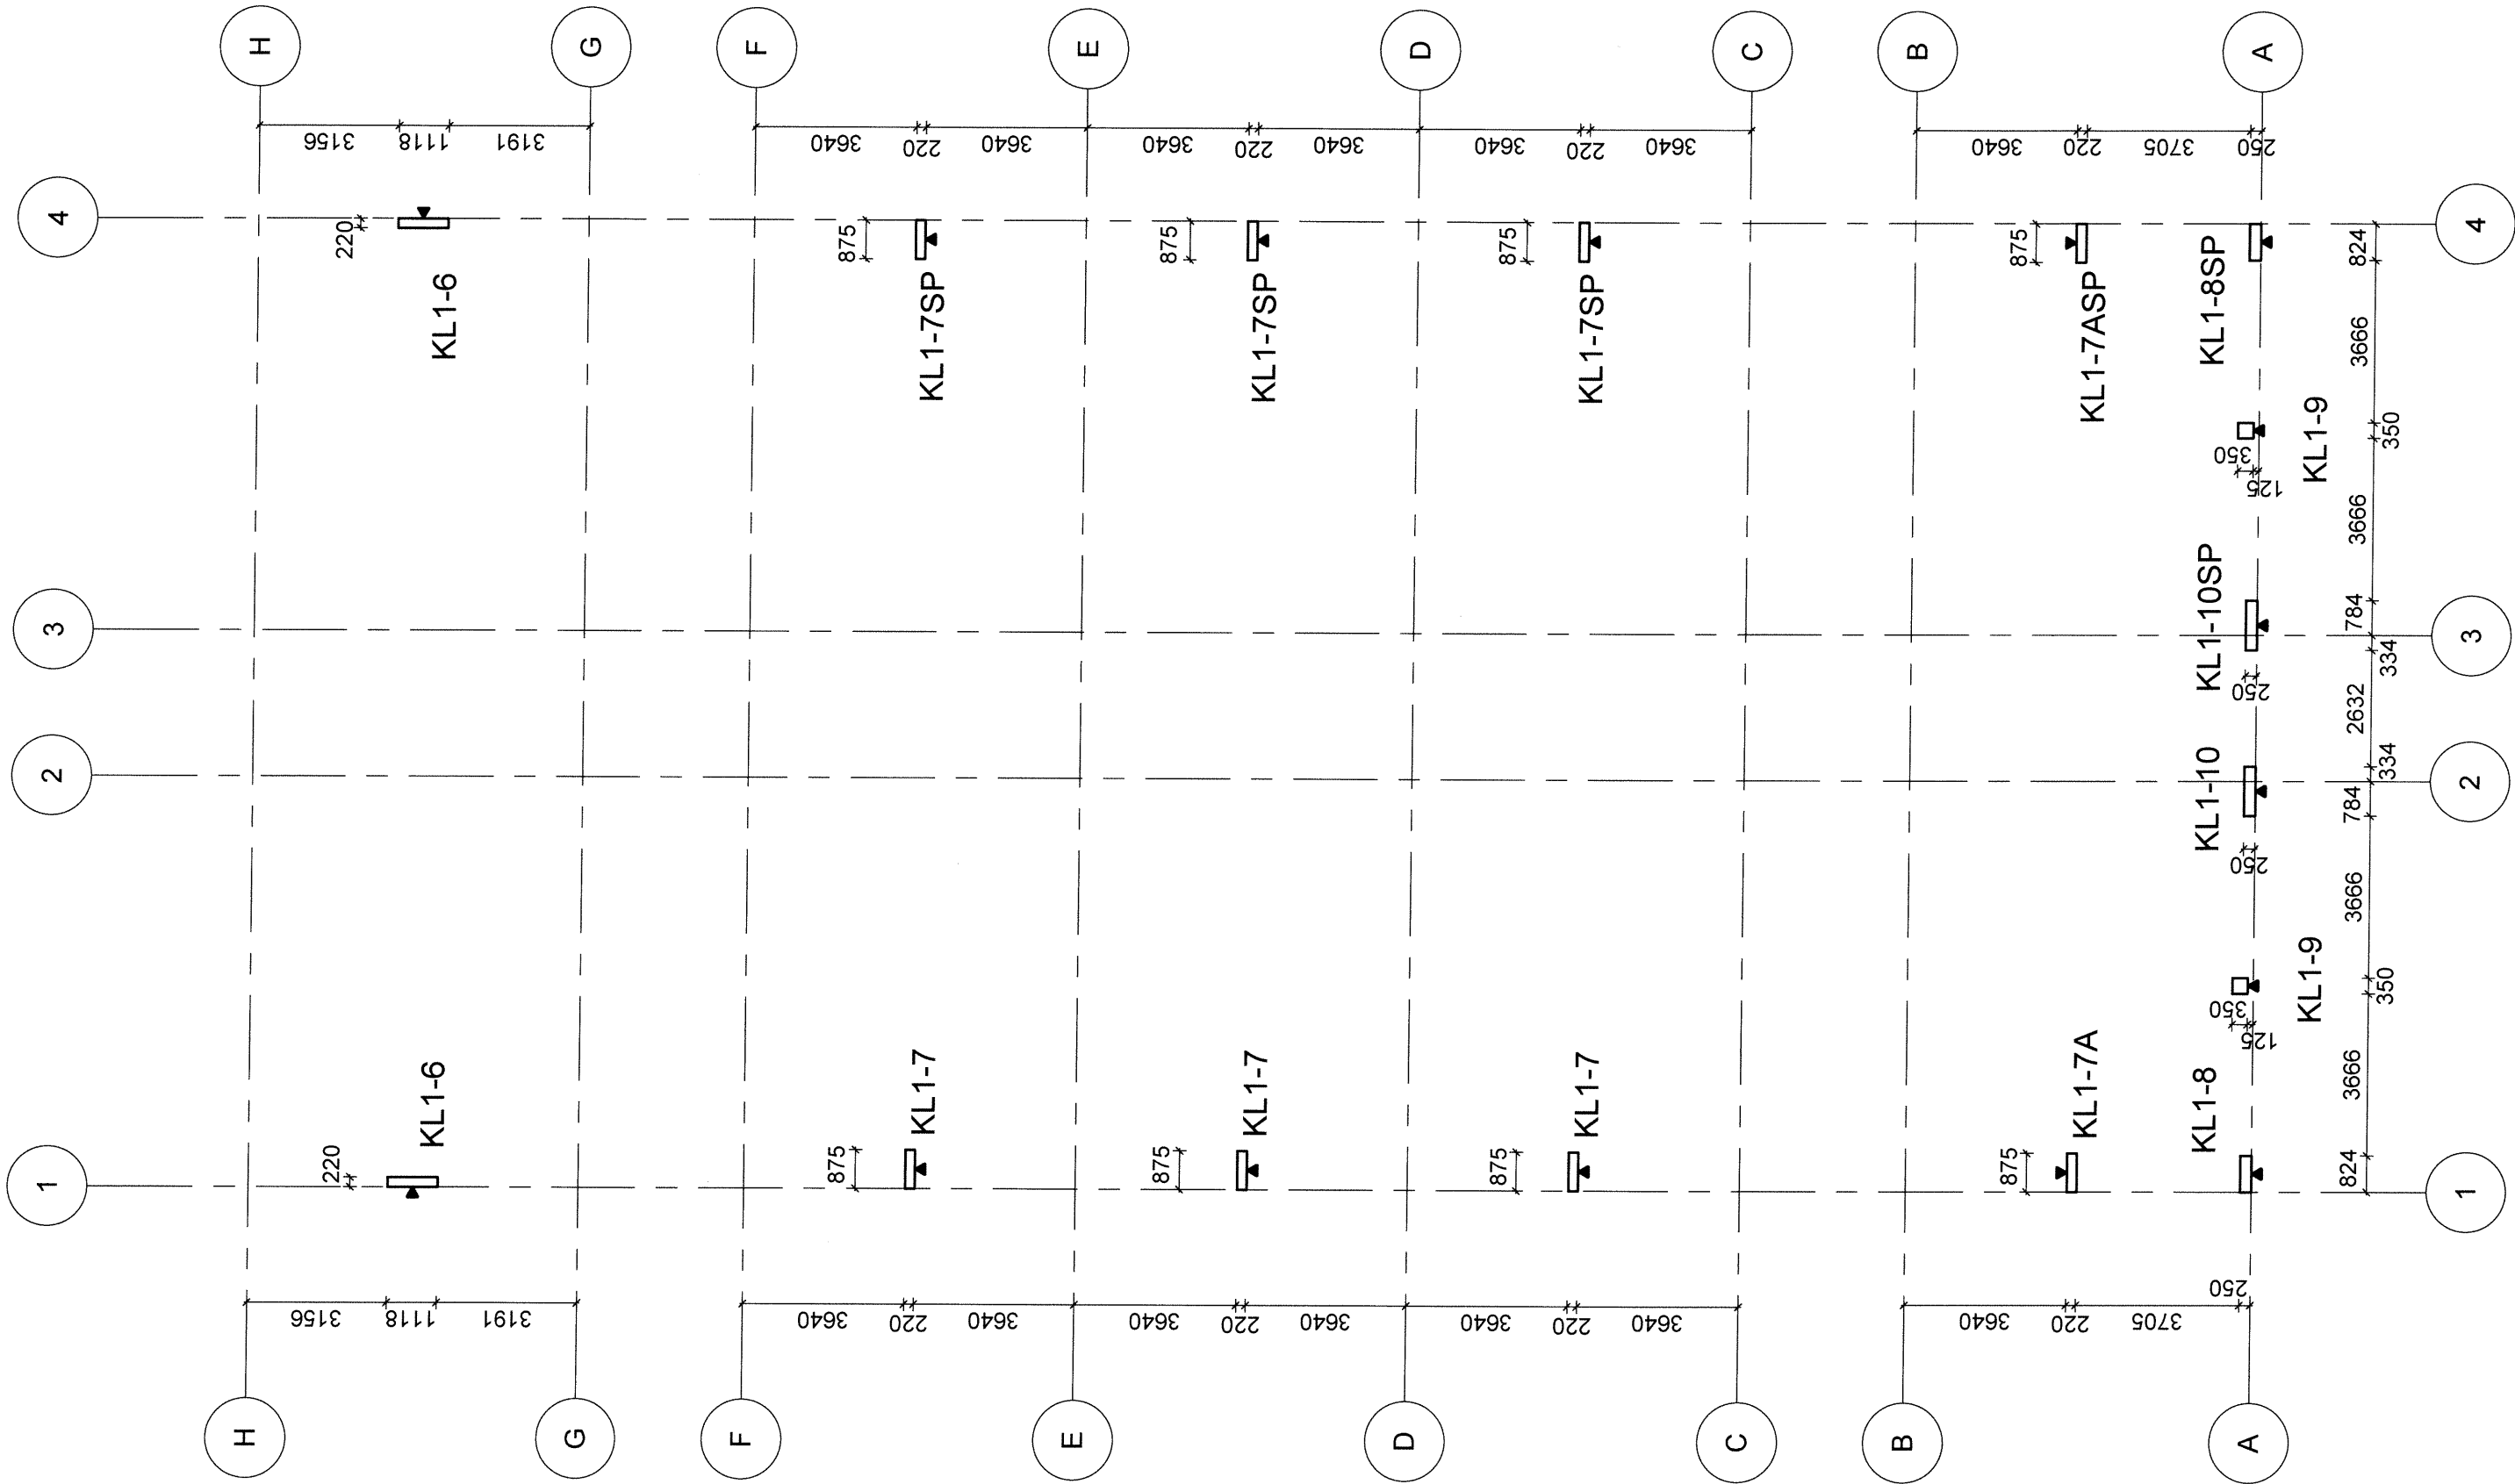 H
G
F
E
D
C
B
A
3156
1118
3191
3640
220
3640
3640
220
3640
3640
220
3640
3640
220
3705
250
4
4
220
KL1-6
875
KL1-7SP
875
KL1-7SP
875
KL1-7SP
875
KL1-7ASP
KL1-8SP
824
3666
350
350
125
KL1-9
3666
3
3
KL1-10SP
784
334
250
2632
2
2
KL1-10
334
784
250
3666
350
350
125
KL1-9
3666
KL1-8
824
1
1
220
KL1-6
875
KL1-7
875
KL1-7
875
KL1-7
875
KL1-7A
3156
1118
3191
3640
220
3640
3640
220
3640
3640
220
3640
3640
220
3705
250
H
G
F
E
D
C
B
A